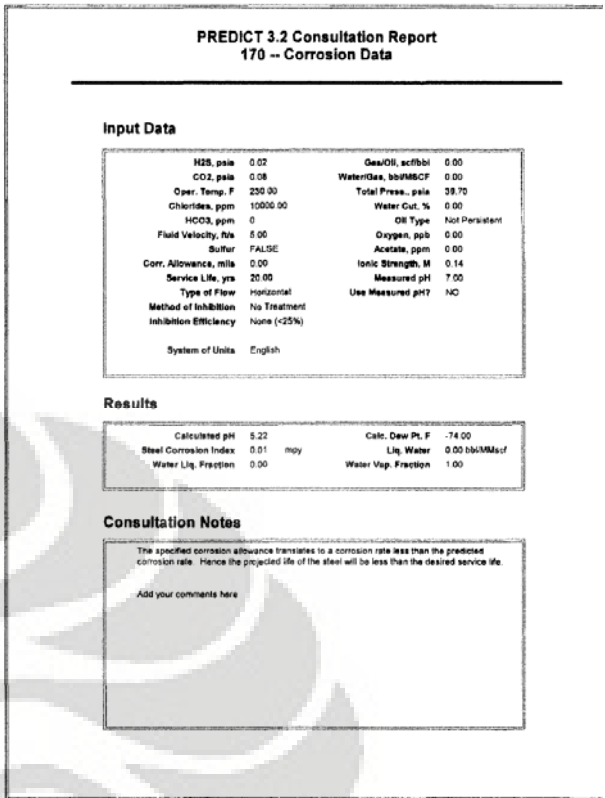 PREDICT 3.2 Consultation Report
170 -- Corrosion Data
Input Data
H2S, psia 0.02 Gas/Oil, scf/bbl 0.00
CO2, psia 0.08 Water/Gas, bbl/MSCF 0.00
Oper. Temp. F 230.00 Total Press., psia 39.70
Chlorides, ppm 10000.00 Water Cut, % 0.00
HCO3, ppm 0 Oil Type Not Persistent
Fluid Velocity, ft/s 5.00 Oxygen, ppb 0.00
Sulfur FALSE Acetate, ppm 0.00
Corr. Allowance, mils 0.00 Ionic Strength, M 0.14
Service Life, yrs 20.00 Measured pH 7.00
Type of Flow Horizontal Use Measured pH? NO
Method of Inhibition No Treatment
Inhibition Efficiency None (<25%)
System of Units English
Results
Calculated pH 5.22 Calc. Dew Pt. F -74.00
Steel Corrosion Index 0.01 mpy Liq. Water 0.00 bbl/MMscf
Water Liq. Fraction 0.00 Water Vap. Fraction 1.00
Consultation Notes
The specified corrosion allowance translates to a corrosion rate less than the predicted
corrosion rate. Hence the projected life of the steel will be less than the desired service life.
Add your comments here